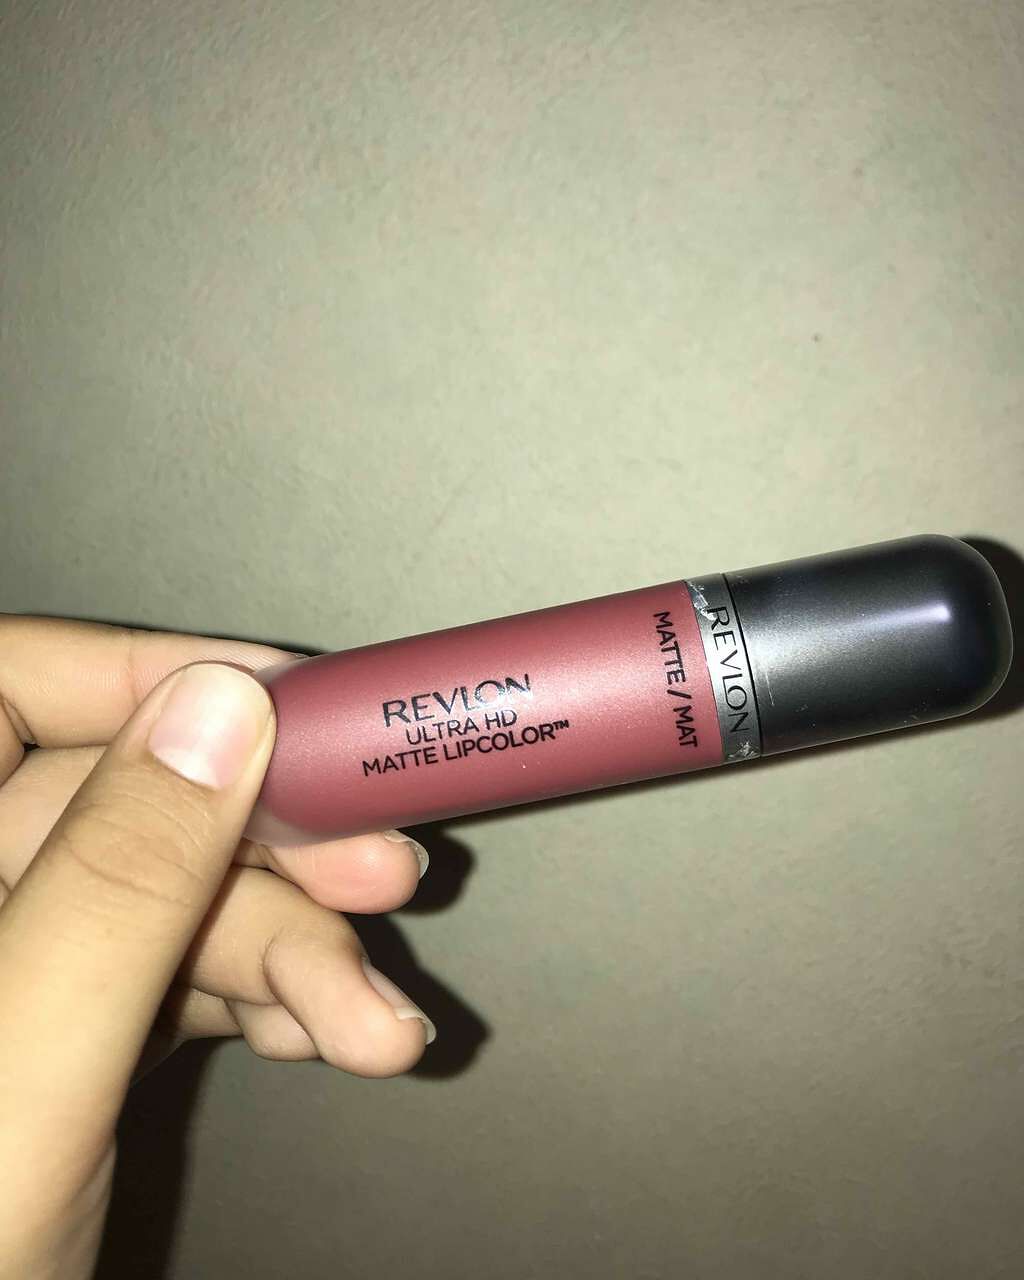 REVLON
ULTRA HD
MATTE LIPCOLOR™
MATTE / MAT
REVLON